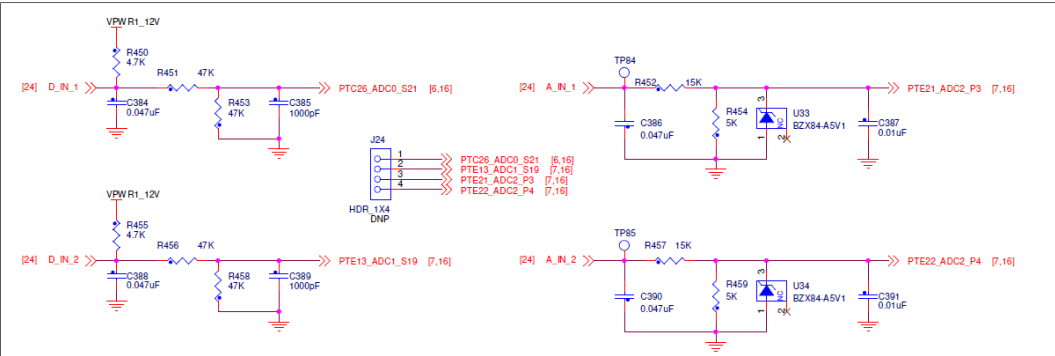 VPWR1_12V
R450
4.7K
R451 47K
[24] D_IN_1
PTC26_ADC0_S21 [6,16]
C384
0.047uF
R453
47K
C385
1000pF
TP84
R452 15K
[24] A_IN_1
PTE21_ADC2_P3 [7,16]
C386
0.047uF
R454
5K
3
U33
BZX84-A5V1
NC
1
2
C387
0.01uF
J24
1
2
3
4
PTC26_ADC0_S21 [6,16]
PTE13_ADC1_S19 [7,16]
PTE21_ADC2_P3 [7,16]
PTE22_ADC2_P4 [7,16]
HDR_1X4
DNP
VPWR1_12V
R455
4.7K
R456 47K
[24] D_IN_2
PTE13_ADC1_S19 [7,16]
C388
0.047uF
R458
47K
C389
1000pF
TP85
R457 15K
[24] A_IN_2
PTE22_ADC2_P4 [7,16]
C390
0.047uF
R459
5K
3
U34
BZX84-A5V1
NC
1
2
C391
0.01uF